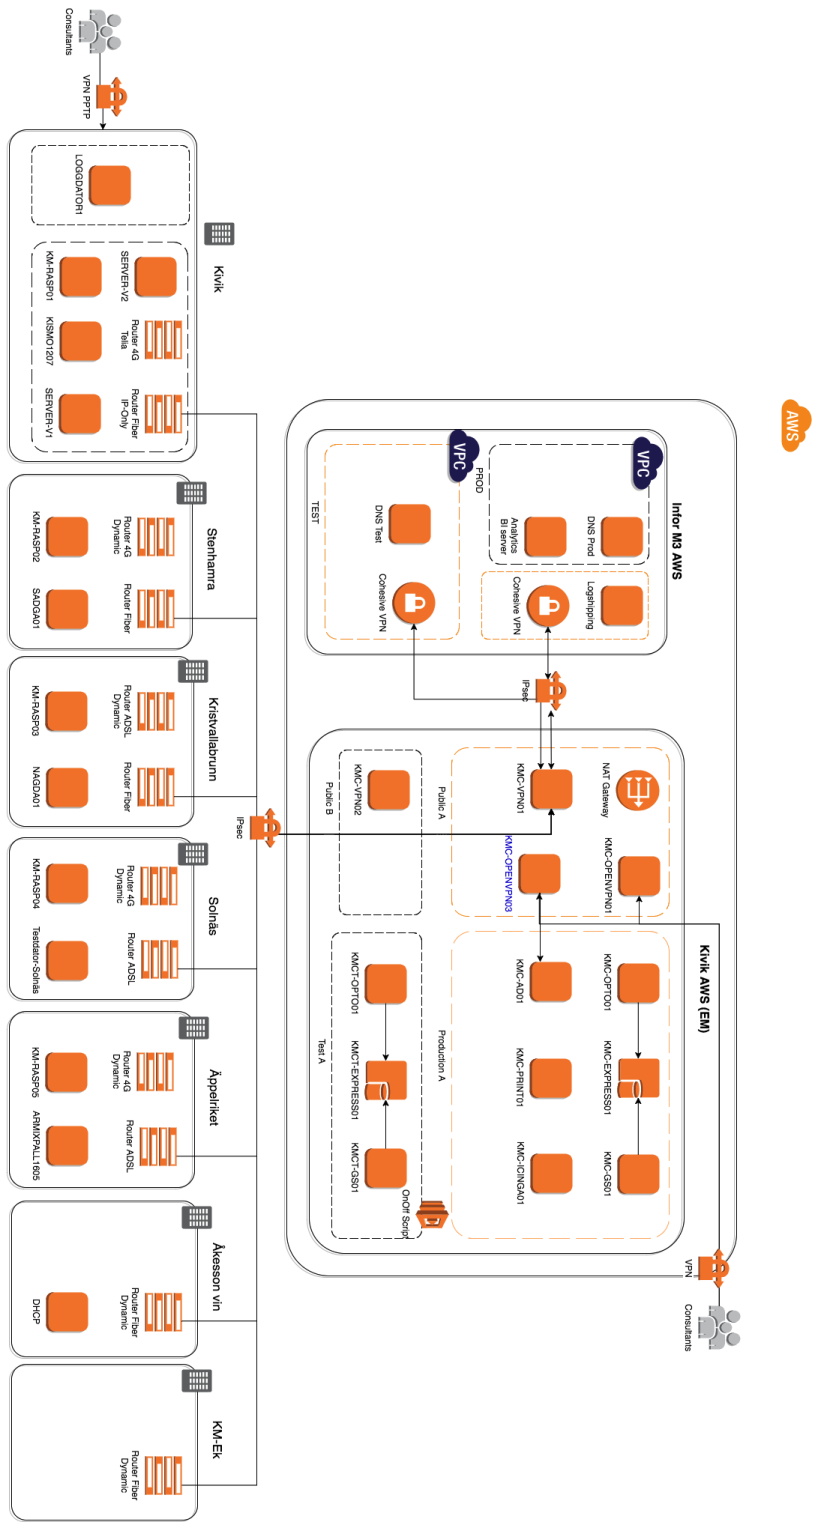 AWS
Infor M3 AWS
VPC
PROD
DNS Prod
Analytics
BI server
Logshipping
Cohesive VPN
VPC
TEST
DNS Test
Cohesive VPN
IPsec
Kivik AWS (EM)
NAT Gateway
KMC-OPENVPN01
KMC-VPN01
KMC-OPENVPN03
Public A
KMC-VPN02
Public B
KMC-OPTO01
KMC-EXPRESS01
KMC-GS01
KMC-AD01
KMC-PRINT01
KMC-ICINGA01
Production A
KMCT-OPTO01
KMCT-EXPRESS01
KMCT-GS01
Test A
OnOff Script
VPN
Consultants
IPsec
Consultants
VPN PPTP
Kivik
LOGGDATOR1
SERVER-V2
Router 4G
Telia
Router Fiber
IP-Only
KM-RASP01
KISMO1207
SERVER-V1
Stenhamra
Router 4G
Dynamic
Router Fiber
KM-RASP02
SADGA01
Kristvallabrunn
Router ADSL
Dynamic
Router Fiber
KM-RASP03
NAGDA01
Solnäs
Router 4G
Dynamic
Router ADSL
KM-RASP04
Testdator-Solnäs
Äppelriket
Router 4G
Dynamic
Router ADSL
KM-RASP05
ARMIXPALL1605
Åkesson vin
Router Fiber
Dynamic
DHCP
KM-Ek
Router Fiber
Dynamic